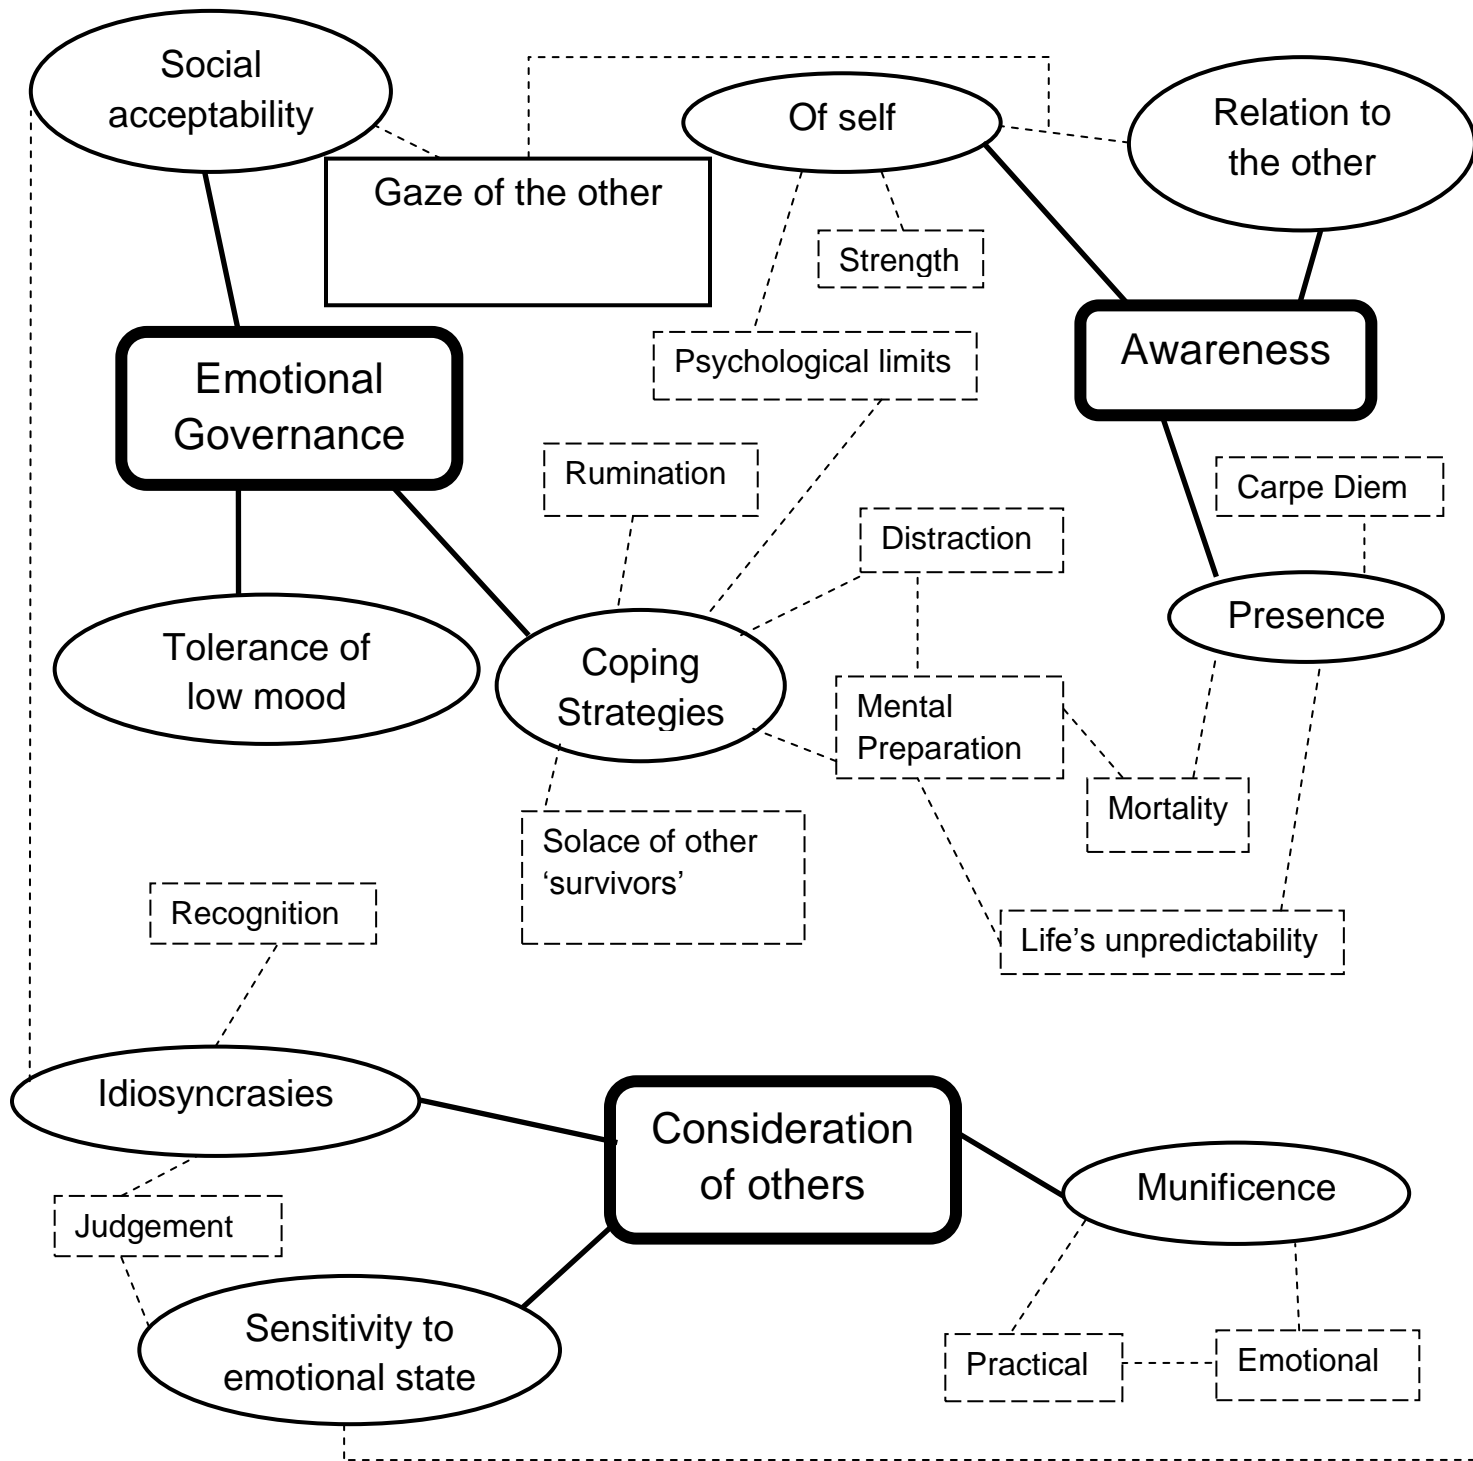 Social
acceptability
Of self
Relation to
the other
Gaze of the other
Strength
Emotional
Governance
Psychological limits
Awareness
Rumination
Carpe Diem
Distraction
Presence
Tolerance of
low mood
Coping
Strategies
Mental
Preparation
Mortality
Solace of other
‘survivors’
Recognition
Life’s unpredictability
Idiosyncrasies
Consideration
of others
Munificence
Judgement
Sensitivity to
emotional state
Practical
Emotional